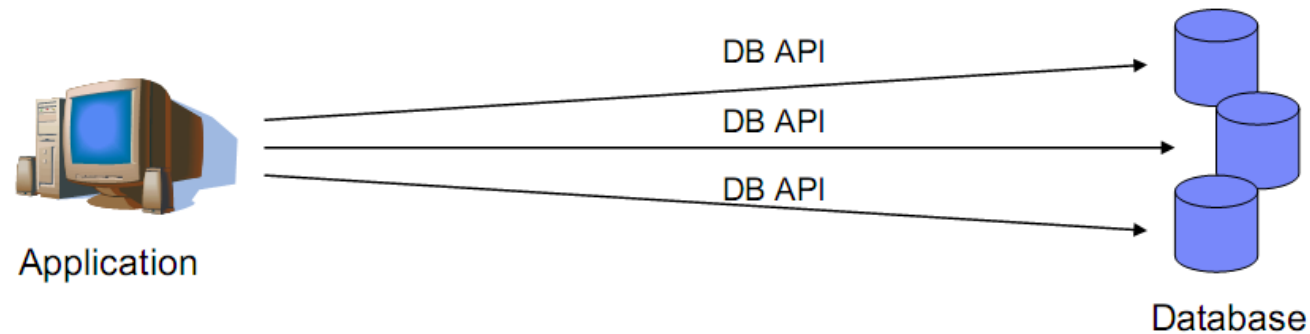 DB API
DB API
DB API
Application
Database